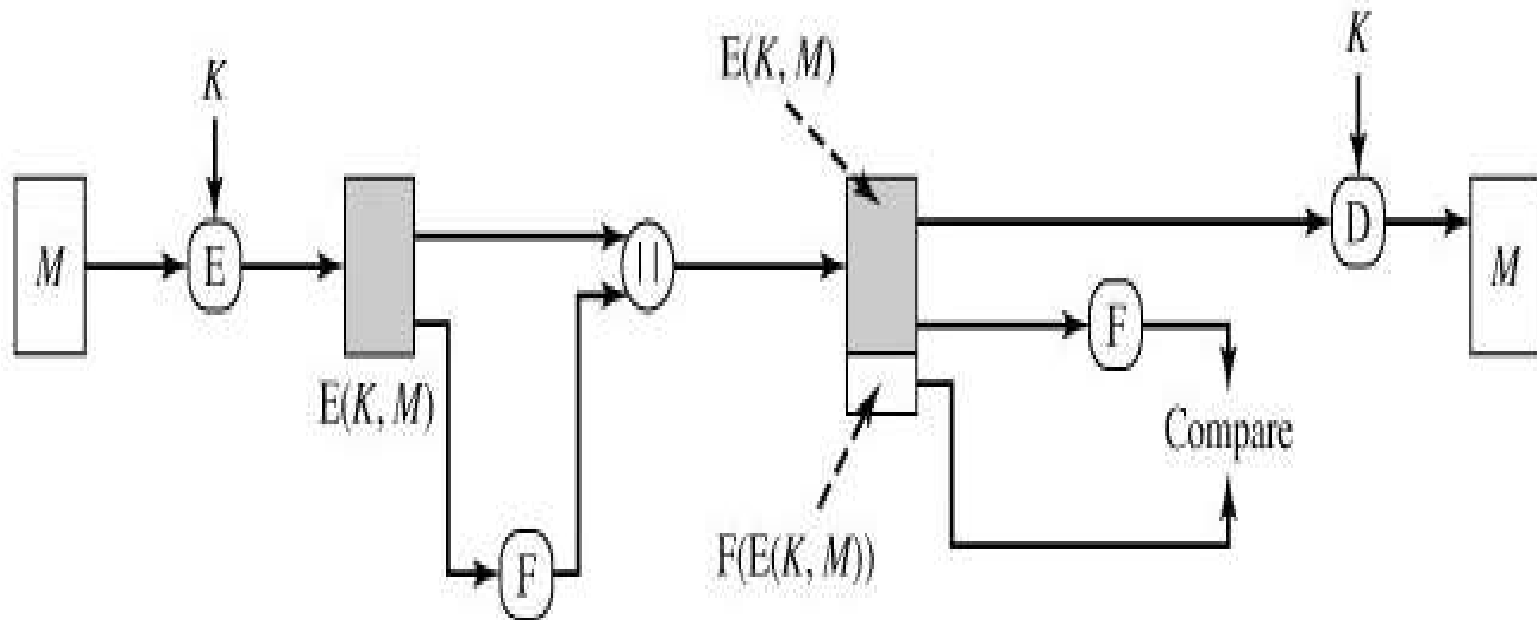 K
M
E
E(K, M)
F
||
E(K, M)
F(E(K, M))
F
Compare
K
D
M